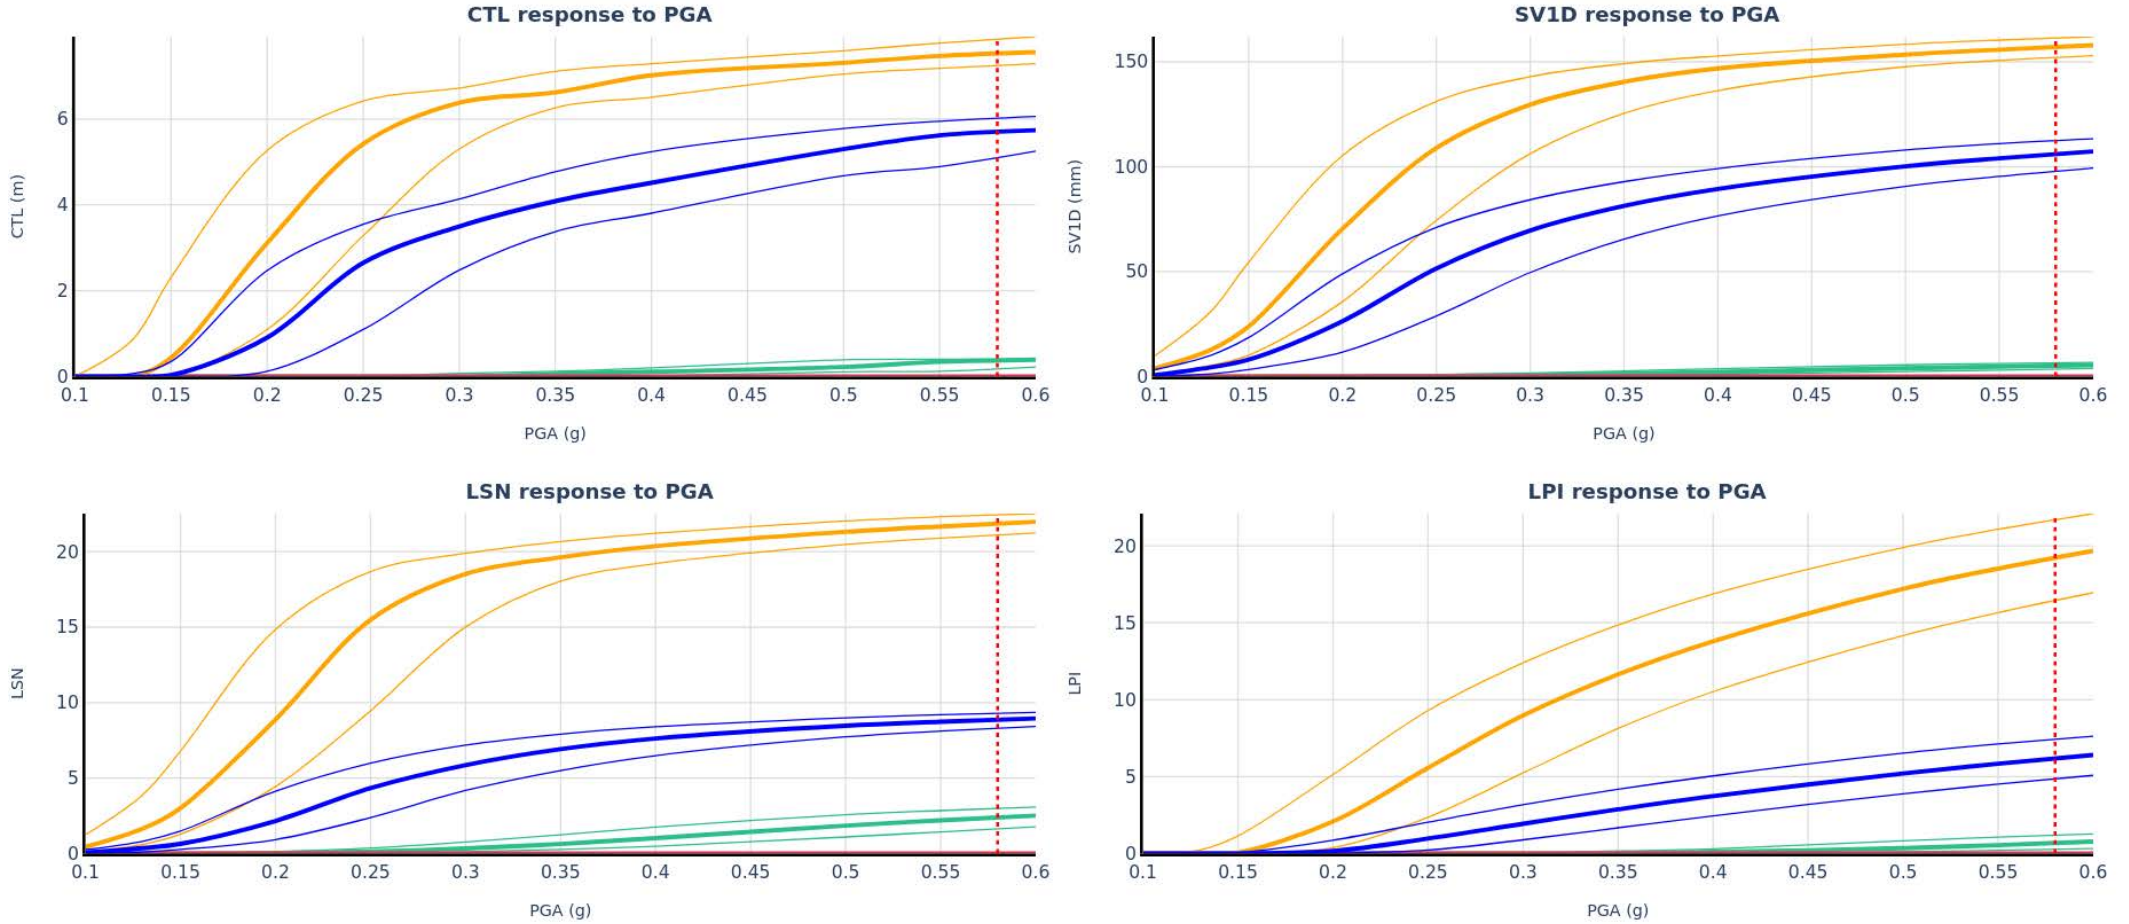 CTL response to PGA
CTL (m)
6
4
2
0
0.1 0.15 0.2 0.25 0.3 0.35 0.4 0.45 0.5 0.55 0.6
PGA (g)
SV1D response to PGA
SV1D (mm)
150
100
50
0
0.1 0.15 0.2 0.25 0.3 0.35 0.4 0.45 0.5 0.55 0.6
PGA (g)
LSN response to PGA
LSN
20
15
10
5
0
0.1 0.15 0.2 0.25 0.3 0.35 0.4 0.45 0.5 0.55 0.6
PGA (g)
LPI response to PGA
LPI
20
15
10
5
0
0.1 0.15 0.2 0.25 0.3 0.35 0.4 0.45 0.5 0.55 0.6
PGA (g)